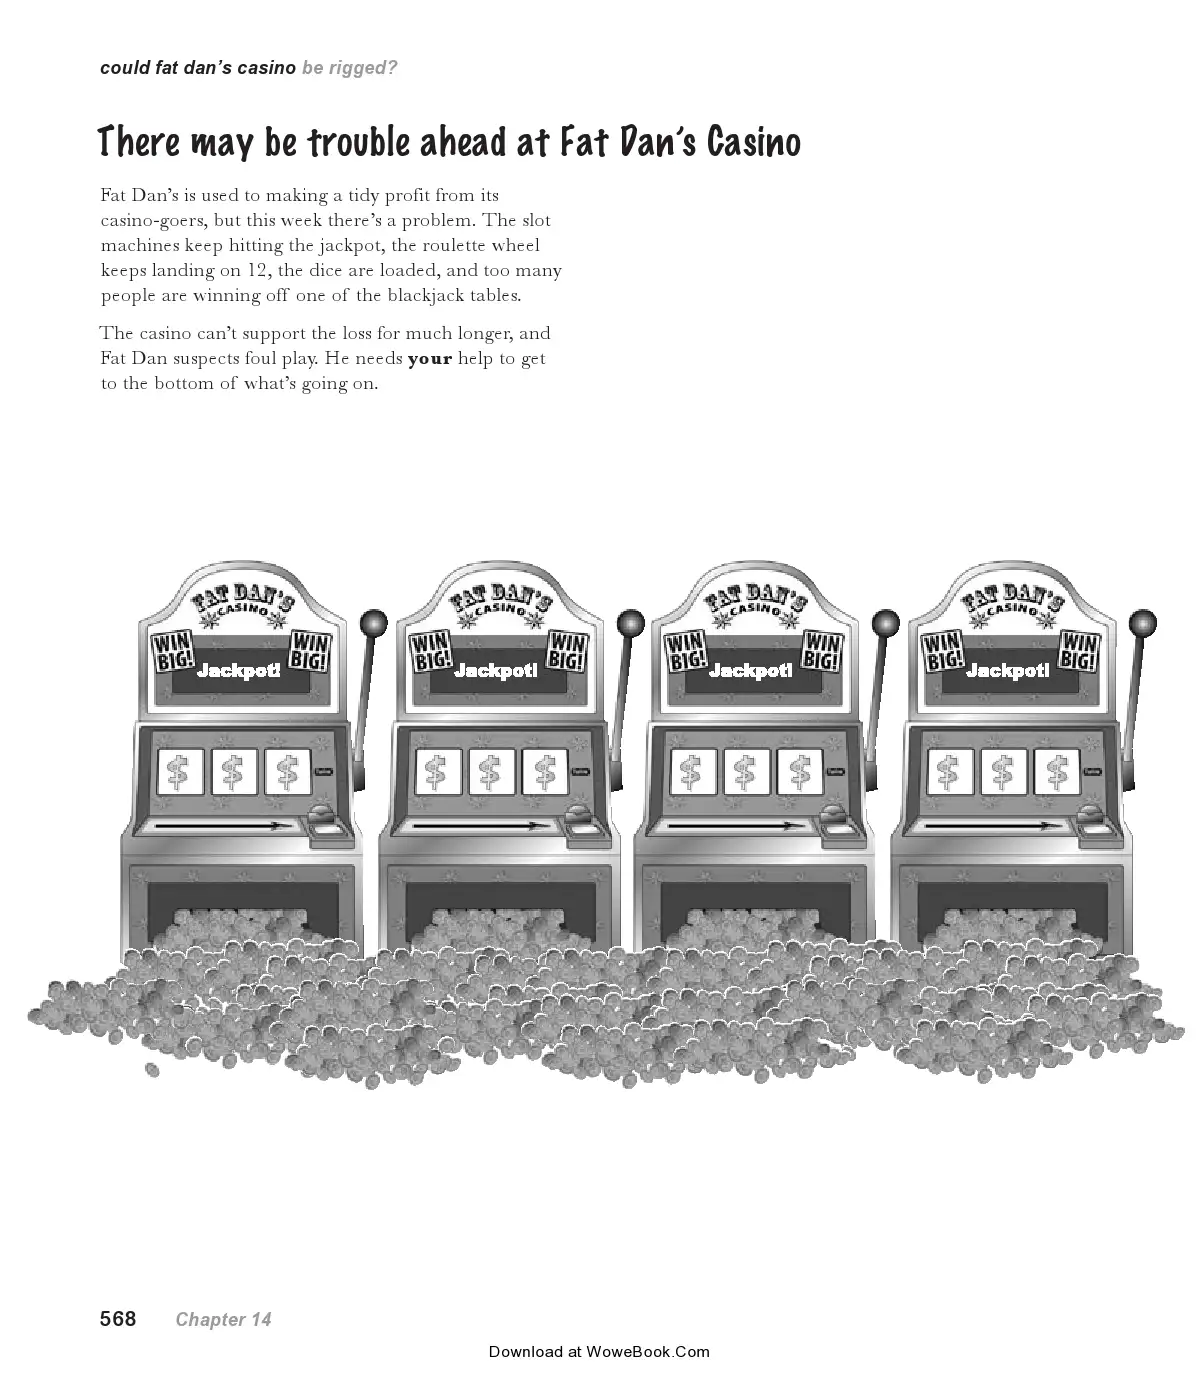 could fat dan's casino be rigged?
There may be trouble ahead at Fat Dan's Casino
Fat Dan's is used to making a tidy profit from its
casino-goers, but this week there's a problem. The slot
machines keep hitting the jackpot, the roulette wheel
keeps landing on 12, the dice are loaded, and too many
people are winning off one of the blackjack tables.
The casino can't support the loss for much longer, and
Fat Dan suspects foul play. He needs your help to get
to the bottom of what's going on.
FAT DAN'S
CASINO
WIN
BIG!
Jackpot!
WIN
BIG!
FAT DAN'S
CASINO
WIN
BIG!
Jackpot!
WIN
BIG!
FAT DAN'S
CASINO
WIN
BIG!
Jackpot!
WIN
BIG!
FAT DAN'S
CASINO
WIN
BIG!
Jackpot!
WIN
BIG!
$ $ $
$ $ $
$ $ $
$ $ $
568 Chapter 14
Download at WoweBook.Com